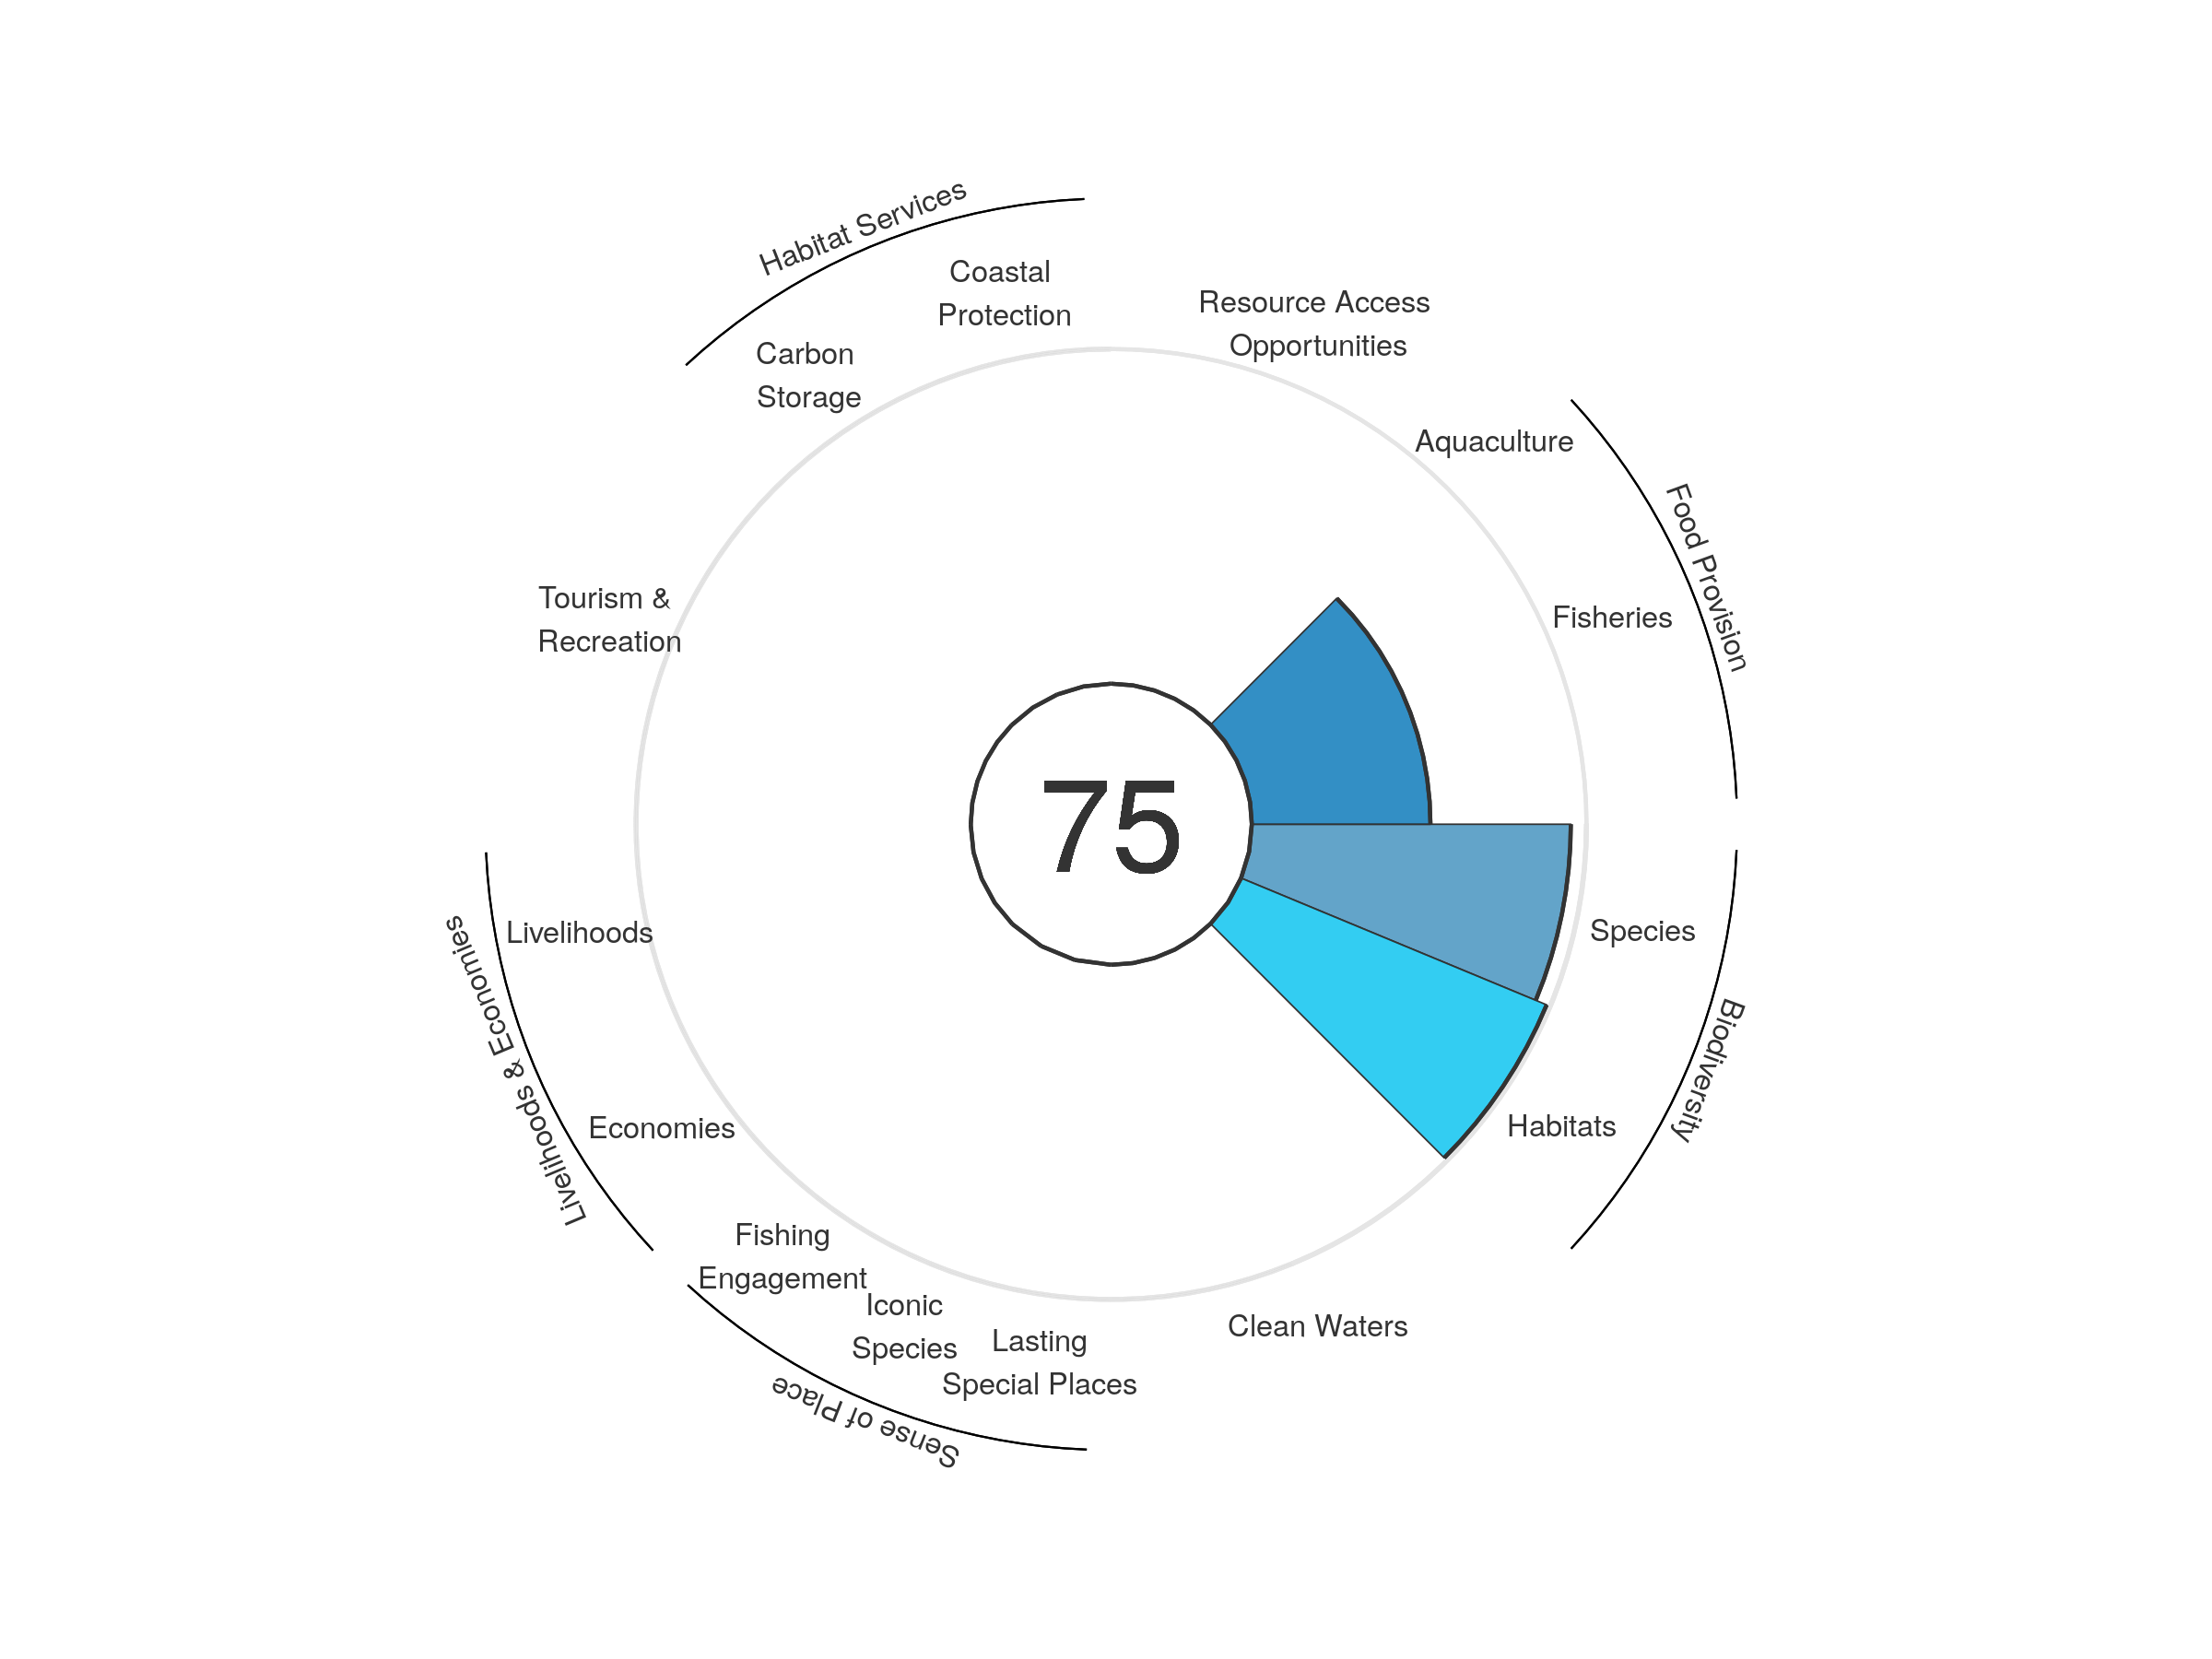 Habitat Services
Coastal
Protection
Resource Access
Opportunities
Carbon
Storage
Aquaculture
Food Provision
Fisheries
Tourism &
Recreation
75
Livelihoods
Species
Livelihoods & Economies
Biodiversity
Economies
Habitats
Fishing
Engagement
Iconic
Species
Lasting
Special Places
Clean Waters
Sense of Place